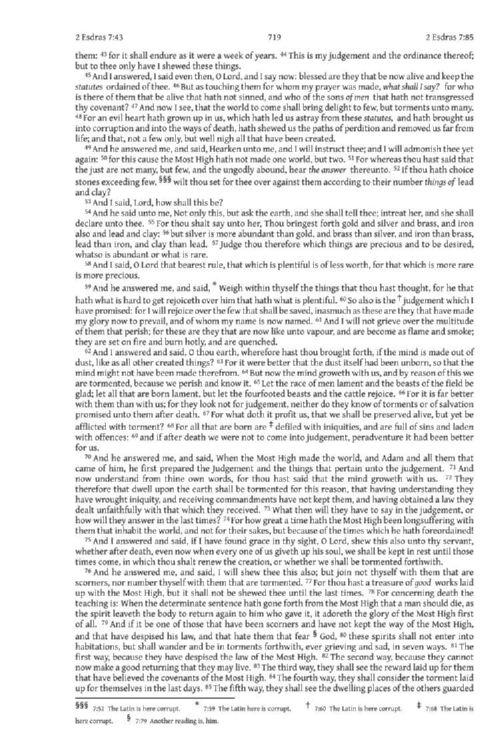 2 Esdras 7:43 719 2 Esdras 7:85
them: 43 for it shall endure as it were a week of years. 44 This is my judgement and the ordinance thereof;
but to thee only have I shewed these things.
45 And I answered, I said even then, O Lord, and I say now: blessed are they that be now alive and keep the
statutes ordained of thee. 46 But as touching them for whom my prayer was made, what shall I say? for who
is there of them that be alive that hath not sinned, and who of the sons of men that hath not transgressed
thy covenant? 47 And now I see, that the world to come shall bring delight to few, but torments unto many.
48 For an evil heart hath grown up in us, which hath led us astray from these statutes, and hath brought us
into corruption and into the ways of death, hath shewed us the paths of perdition and removed us far from
life; and that, not a few only, but well nigh all that have been created.
49 And he answered me, and said, Hearken unto me, and I will instruct thee; and I will admonish thee yet
again: 50 for this cause the Most High hath not made one world, but two. 51 For whereas thou hast said that
the just are not many, but few, and the ungodly abound, hear the answer thereunto. 52 If thou hath choice
stones exceeding few, §§§ wilt thou set for thee over against them according to their number things of lead
and clay?
53 And I said, Lord, how shall this be?
54 And he said unto me, Not only this, but ask the earth, and she shall tell thee; intreat her, and she shall
declare unto thee. 55 For thou shalt say unto her, Thou bringest forth gold and silver and brass, and iron
also and lead and clay; 56 but silver is more abundant than gold, and brass than silver, and iron than brass,
lead than iron, and clay than lead. 57 Judge thou therefore which things are precious and to be desired,
whatso is abundant or what is rare.
58 And I said, O Lord that bearest rule, that which is plentiful is of less worth, for that which is more rare
is more precious.
59 And he answered me, and said, * Weigh within thyself the things that thou hast thought, for he that
hath what is hard to get rejoiceth over him that hath what is plentiful. 60 So also is the † judgement which I
have promised: for I will rejoice over the few that shall be saved, inasmuch as these are they that have made
my glory now to prevail, and of whom my name is now named. 61 And I will not grieve over the multitude
of them that perish; for these are they that are now like unto vapour, and are become as flame and smoke;
they are set on fire and burn hotly, and are quenched.
62 And I answered and said, O thou earth, wherefore hast thou brought forth, if the mind is made out of
dust, like as all other created things? 63 For it were better that the dust itself had been unborn, so that the
mind might not have been made therefrom. 64 But now the mind groweth with us, and by reason of this we
are tormented, because we perish and know it. 65 Let the race of men lament and the beasts of the field be
glad; let all that are born lament, but let the fourfooted beasts and the cattle rejoice. 66 For it is far better
with them than with us; for they look not for judgement, neither do they know of torments or of salvation
promised unto them after death. 67 For what doth it profit us, that we shall be preserved alive, but yet be
afflicted with torment? 68 For all that are born are ‡ defiled with iniquities, and are full of sins and laden
with offences: 69 and if after death we were not to come into judgement, peradventure it had been better
for us.
70 And he answered me, and said, When the Most High made the world, and Adam and all them that
came of him, he first prepared the Judgement and the things that pertain unto the judgement. 71 And
now understand from thine own words, for thou hast said that the mind groweth with us. 72 They
therefore that dwell upon the earth shall be tormented for this reason, that having understanding they
have wrought iniquity, and receiving commandments have not kept them, and having obtained a law they
dealt unfaithfully with that which they received. 73 What then will they have to say in the judgement, or
how will they answer in the last times? 74 For how great a time hath the Most High been longsuffering with
them that inhabit the world, and not for their sakes, but because of the times which he hath foreordained!
75 And I answered and said, if I have found grace in thy sight, O Lord, shew this also unto thy servant,
whether after death, even now when every one of us giveth up his soul, we shall be kept in rest until those
times come, in which thou shalt renew the creation, or whether we shall be tormented forthwith.
76 And he answered me, and said, I will shew thee this also; but join not thyself with them that are
scorners, nor number thyself with them that are tormented. 77 For thou hast a treasure of good works laid
up with the Most High, but it shall not be shewed thee until the last times. 78 For concerning death the
teaching is: When the determinate sentence hath gone forth from the Most High that a man should die, as
the spirit leaveth the body to return again to him who gave it, it adoreth the glory of the Most High first
of all. 79 And if it be one of those that have been scorners and have not kept the way of the Most High,
and that have despised his law, and that hate them that fear § God, 80 these spirits shall not enter into
habitations, but shall wander and be in torments forthwith, ever grieving and sad, in seven ways. 81 The
first way, because they have despised the law of the Most High. 82 The second way, because they cannot
now make a good returning that they may live. 83 The third way, they shall see the reward laid up for them
that have believed the covenants of the Most High. 84 The fourth way, they shall consider the torment laid
up for themselves in the last days. 85 The fifth way, they shall see the dwelling places of the others guarded
§§§ 7:52 The Latin is here corrupt. * 7:59 The Latin here is corrupt. † 7:60 The Latin is here corrupt. ‡ 7:68 The Latin is
here corrupt. § 7:79 Another reading is, him.